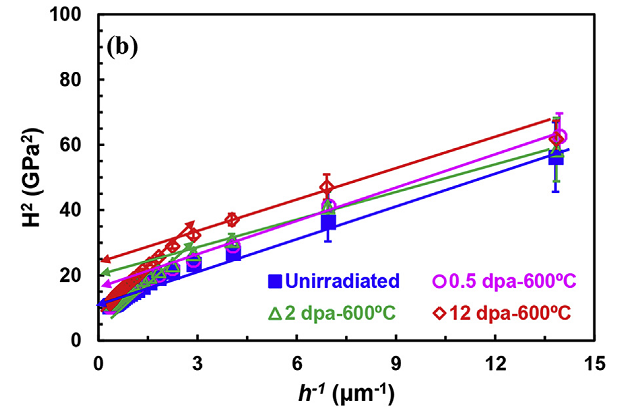 100
(b)
80
60
40
20
0
H² (GPa²)
Unirradiated
0.5 dpa-600ºC
2 dpa-600ºC
12 dpa-600ºC
0 3 6 9 12 15
h⁻¹ (µm⁻¹)